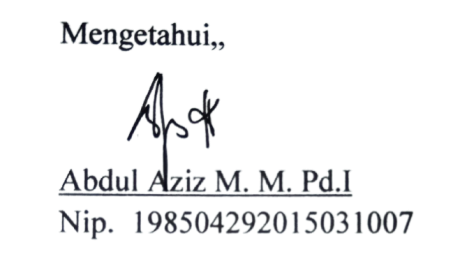 Mengetahui,,
Abdul Aziz M. M. Pd.I
Nip. 198504292015031007